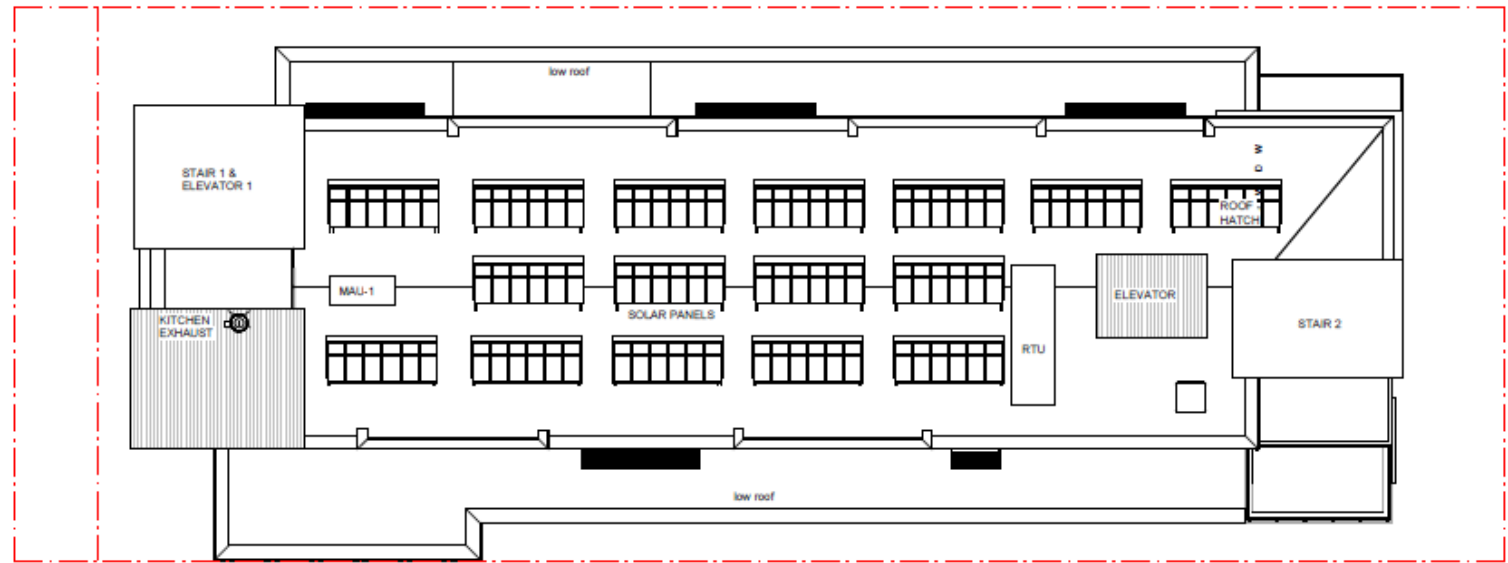 low roof
STAIR 1 &
ELEVATOR 1
ROOF
HATCH
MAU-1
SOLAR PANELS
ELEVATOR
KITCHEN
EXHAUST
RTU
STAIR 2
low roof